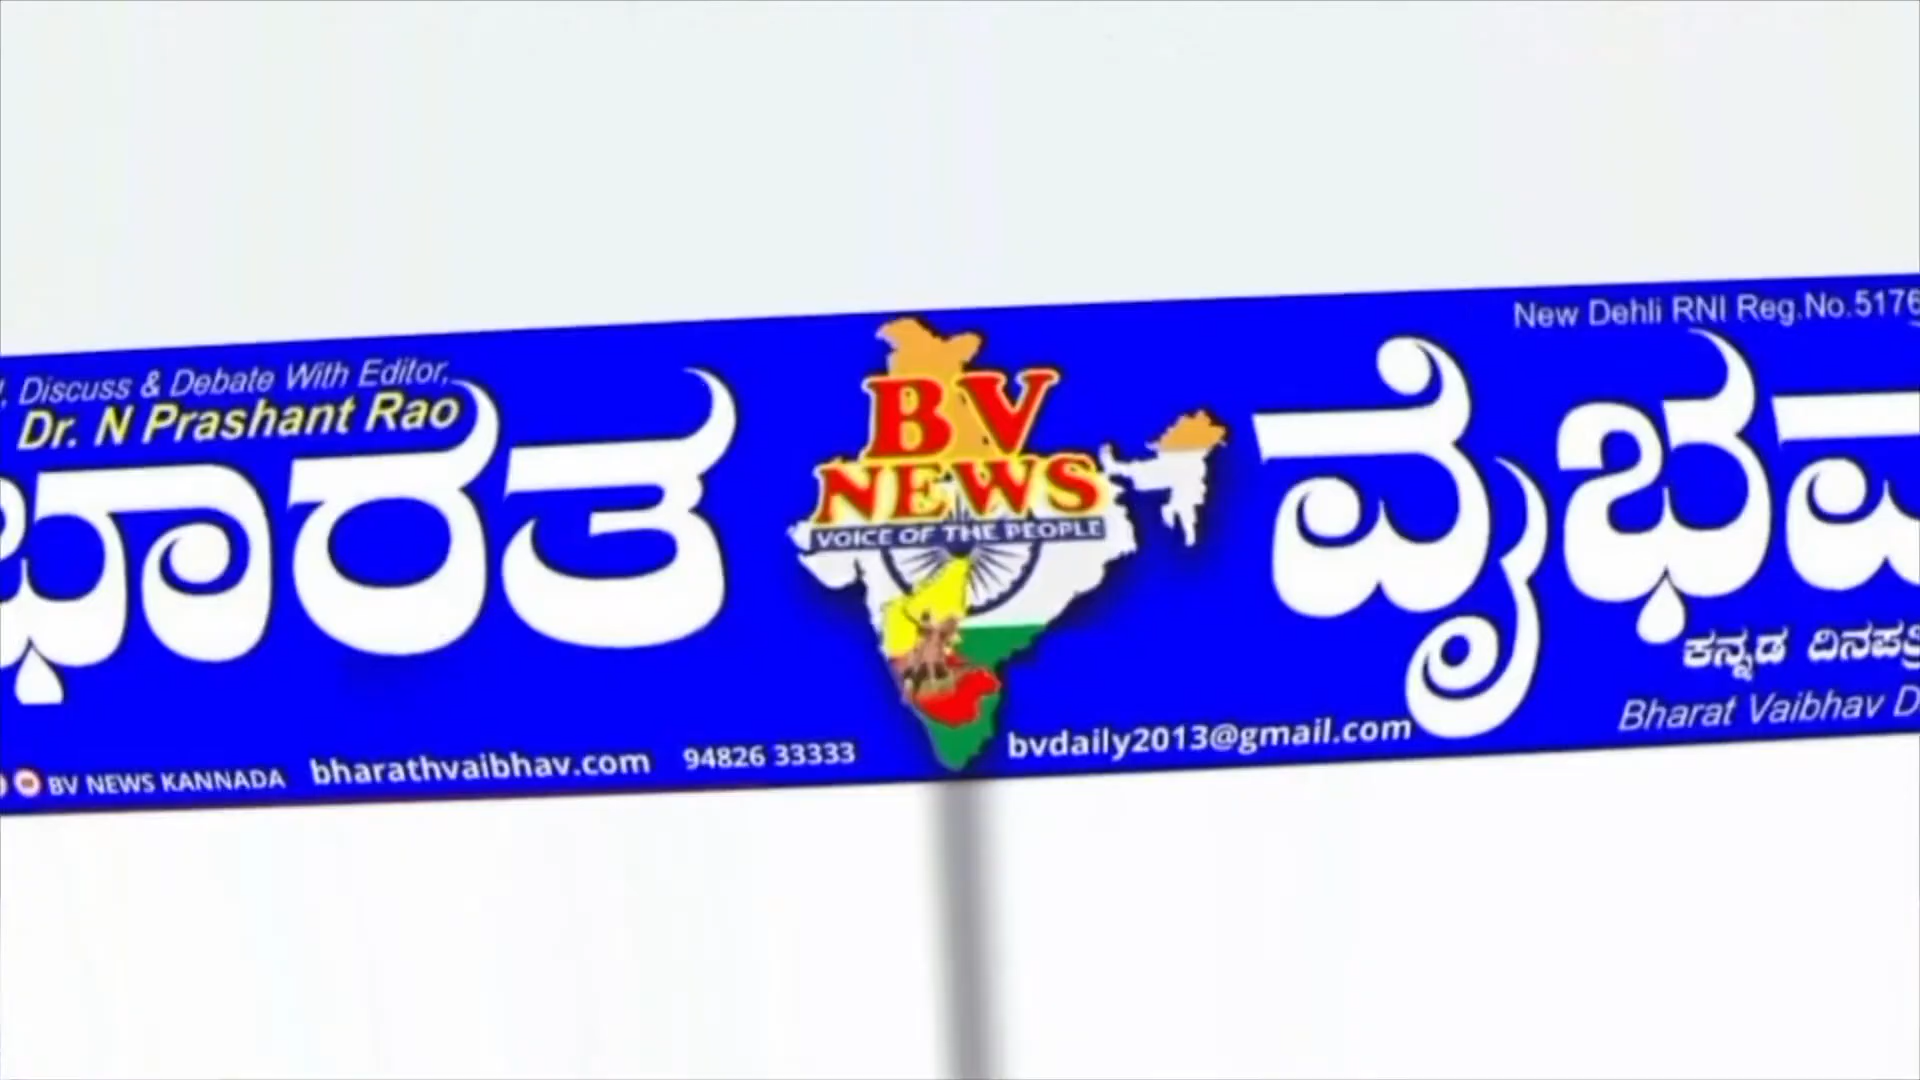 Discuss & Debate With Editor,
Dr. N Prashant Rao
New Dehli RNI Reg.No.5176
ಭಾರತ
BV
NEWS
VOICE OF THE PEOPLE
ವೈಭವ
ಕನ್ನಡ ದಿನಪತ್ರಿ
Bharat Vaibhav D
BV NEWS KANNADA bharathvaibhav.com 94826 33333 bvdaily2013@gmail.com